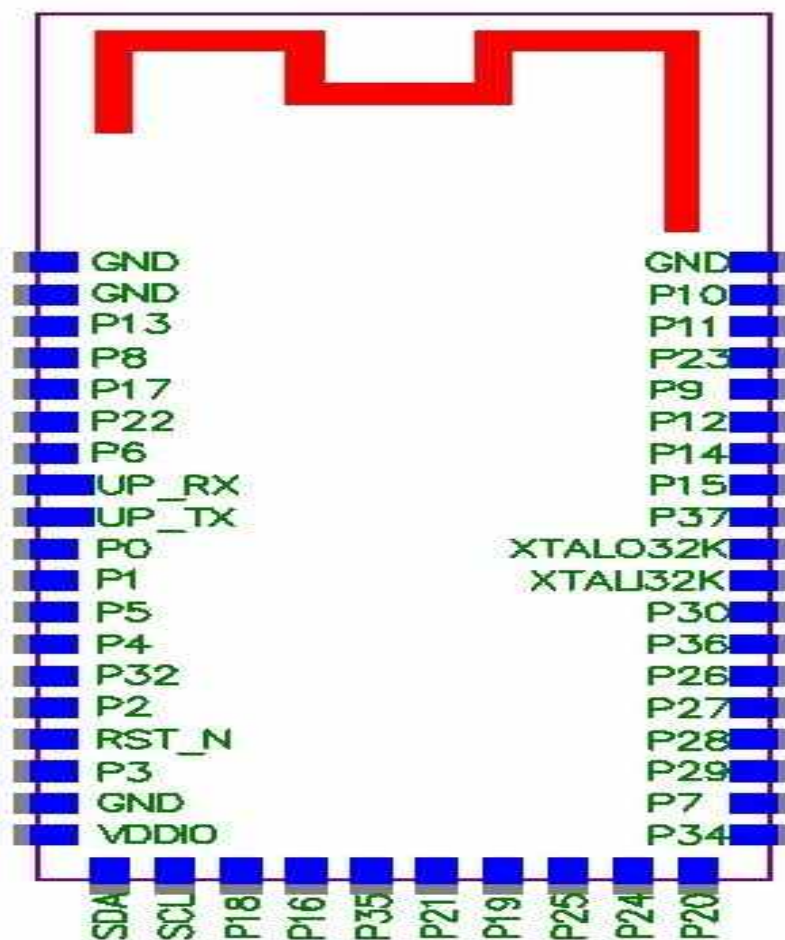 GND GND
GND P10
P13 P11
P8 P23
P17 P9
P22 P12
P6 P14
UP_RX P15
UP_TX P37
P0 XTALO32K
P1 XTALI32K
P5 P30
P4 P36
P32 P26
P2 P27
RST_N P28
P3 P29
GND P7
VDDIO P34
SDA SCL P18 P16 P35 P21 P19 P25 P24 P20